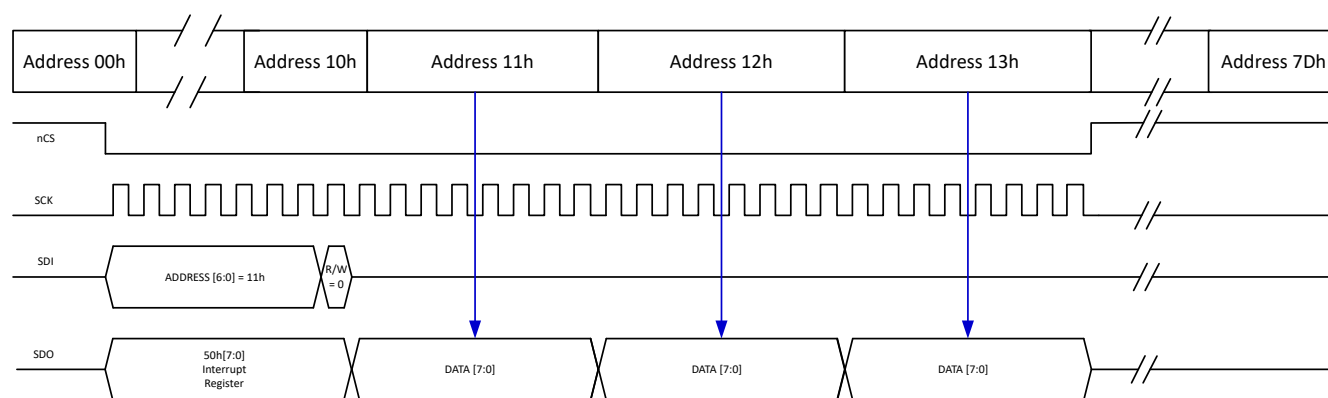 Address 00h
Address 10h
Address 11h
Address 12h
Address 13h
Address 7Dh
nCS
SCK
SDI
ADDRESS [6:0] = 11h
R/W
= 0
SDO
50h[7:0]
Interrupt
Register
DATA [7:0]
DATA [7:0]
DATA [7:0]